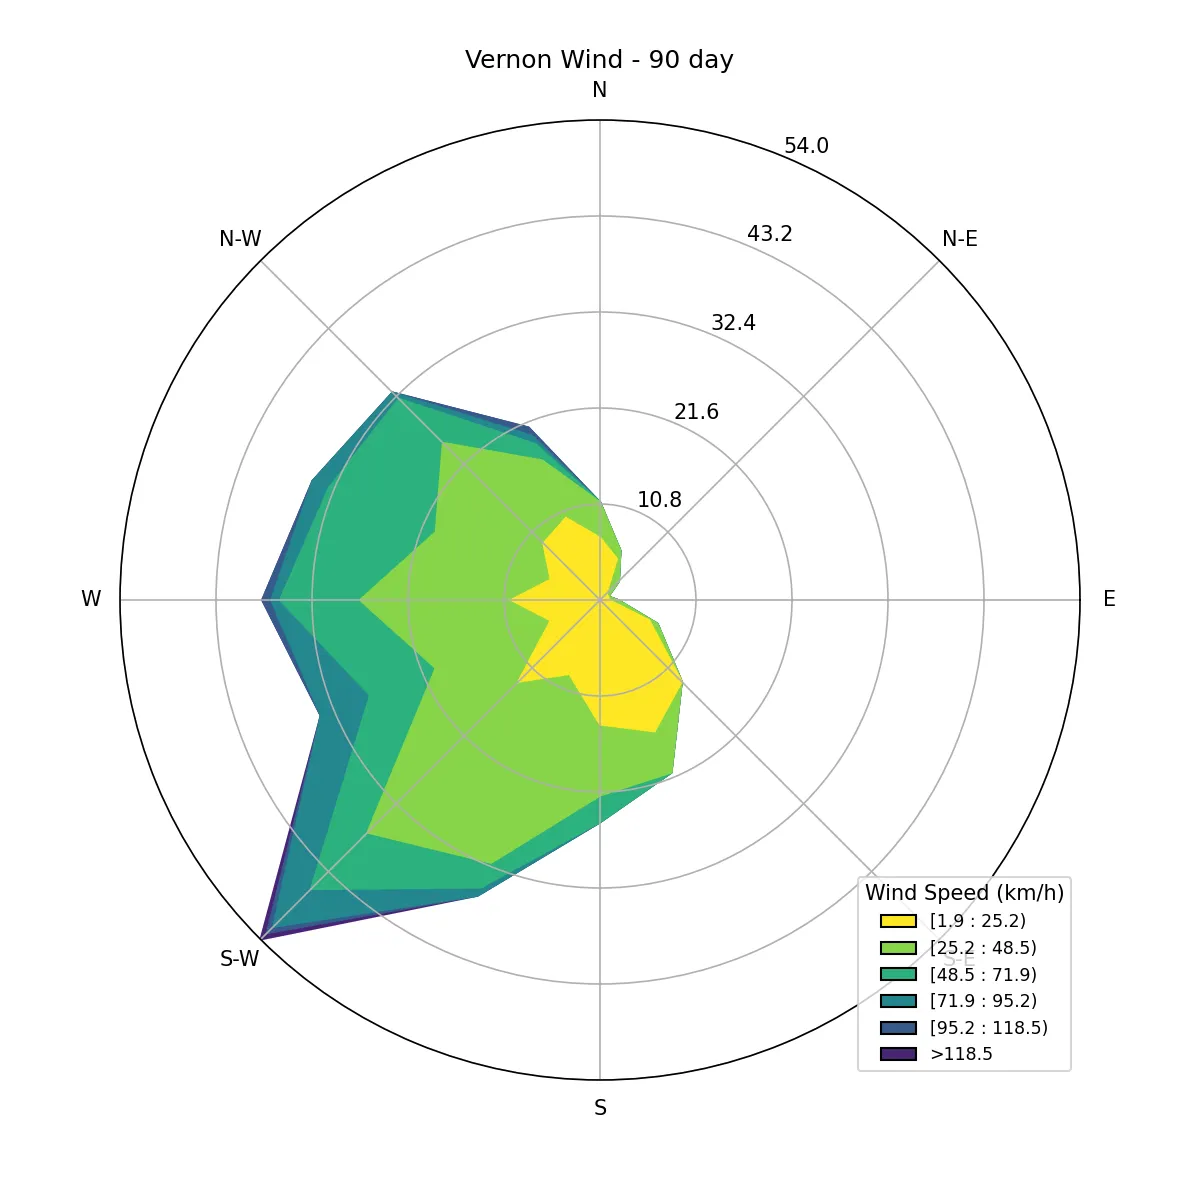 Vernon Wind - 90 day
N
54.0
N-W
43.2
N-E
32.4
21.6
10.8
W
E
S-W
S-E
Wind Speed (km/h)
[1.9 : 25.2)
[25.2 : 48.5)
[48.5 : 71.9)
[71.9 : 95.2)
[95.2 : 118.5)
>118.5
S